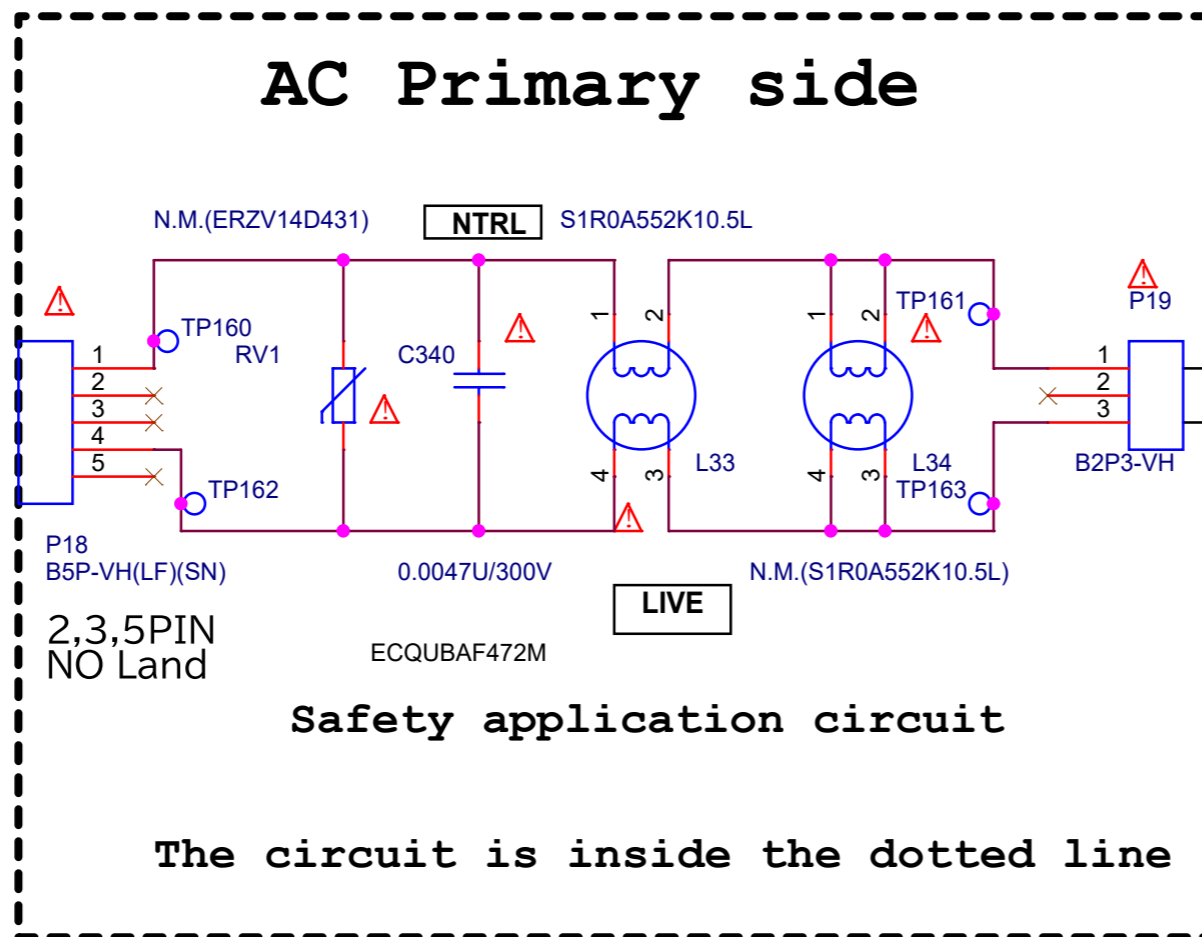 AC Primary side
N.M.(ERZV14D431)
NTRL
S1R0A552K10.5L
TP160
RV1
C340
1
2
1
2
TP161
P19
1
2
3
4
5
TP162
4
3
L33
4
3
L34
TP163
1
2
3
B2P3-VH
P18
B5P-VH(LF)(SN)
0.0047U/300V
N.M.(S1R0A552K10.5L)
LIVE
2,3,5PIN
NO Land
ECQUBAF472M
Safety application circuit
The circuit is inside the dotted line